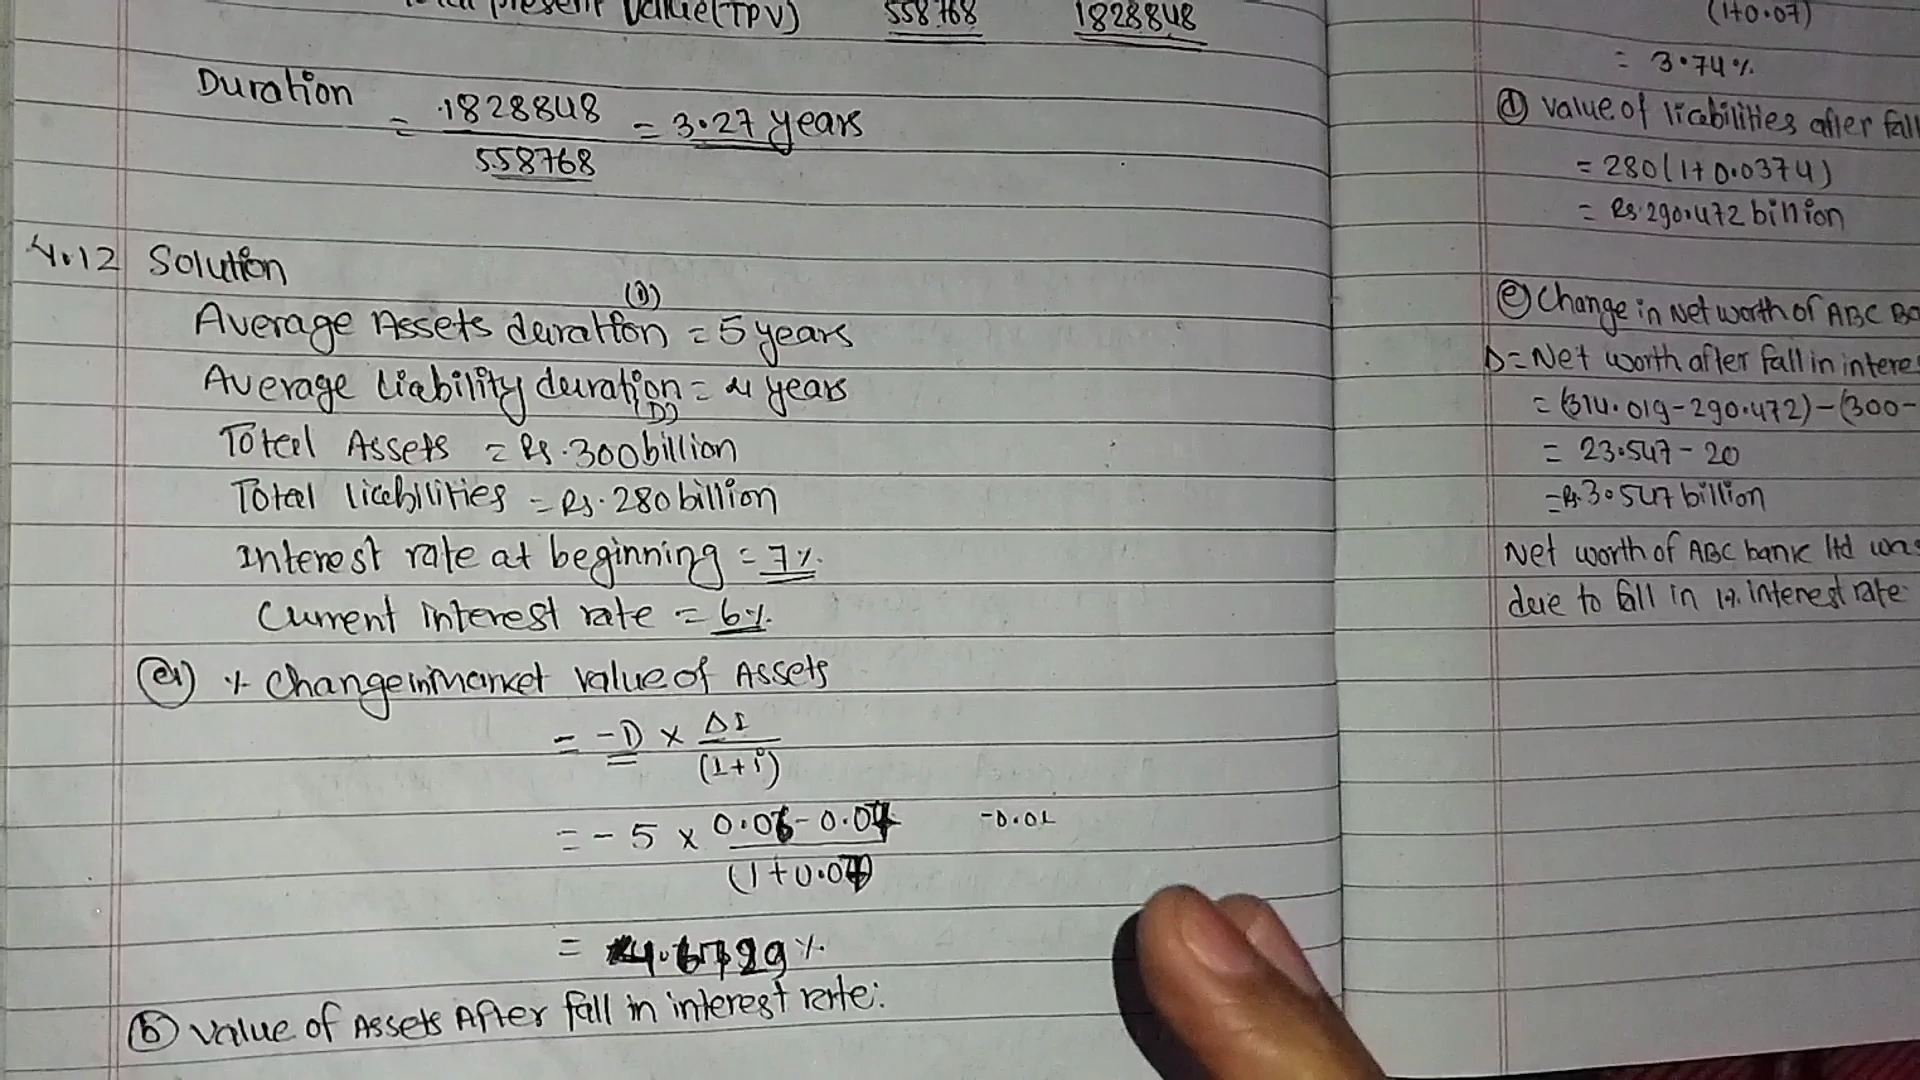 present value(TPV) 558768 1828848
Duration = 1828848 / 558768 = 3.27 years
4.12 Solution
(D)
Average Assets duration = 5 years
Average liability duration = 4 years
(D)
Total Assets = Rs.300 billion
Total liabilities = Rs.280 billion
Interest rate at beginning = 7%.
Current interest rate = 6%.
(a) % Change in Market value of Assets
= -D × ΔI / (1+i)
= - 5 × 0.06-0.07 / (1+0.07) -0.01
= 4.6729%
(b) Value of Assets After fall in interest rate:
(1+0.07)
= 3.74%
(d) value of liabilities after fall
= 280(1+0.0374)
= Rs.290.472 billion
(e) Change in Net worth of ABC
D=Net worth after fall in
= (314.019-290.472)-(300-
= 23.547-20
=Rs.3.547 billion
Net worth of ABC bank ltd
due to fall in 1% interest rate